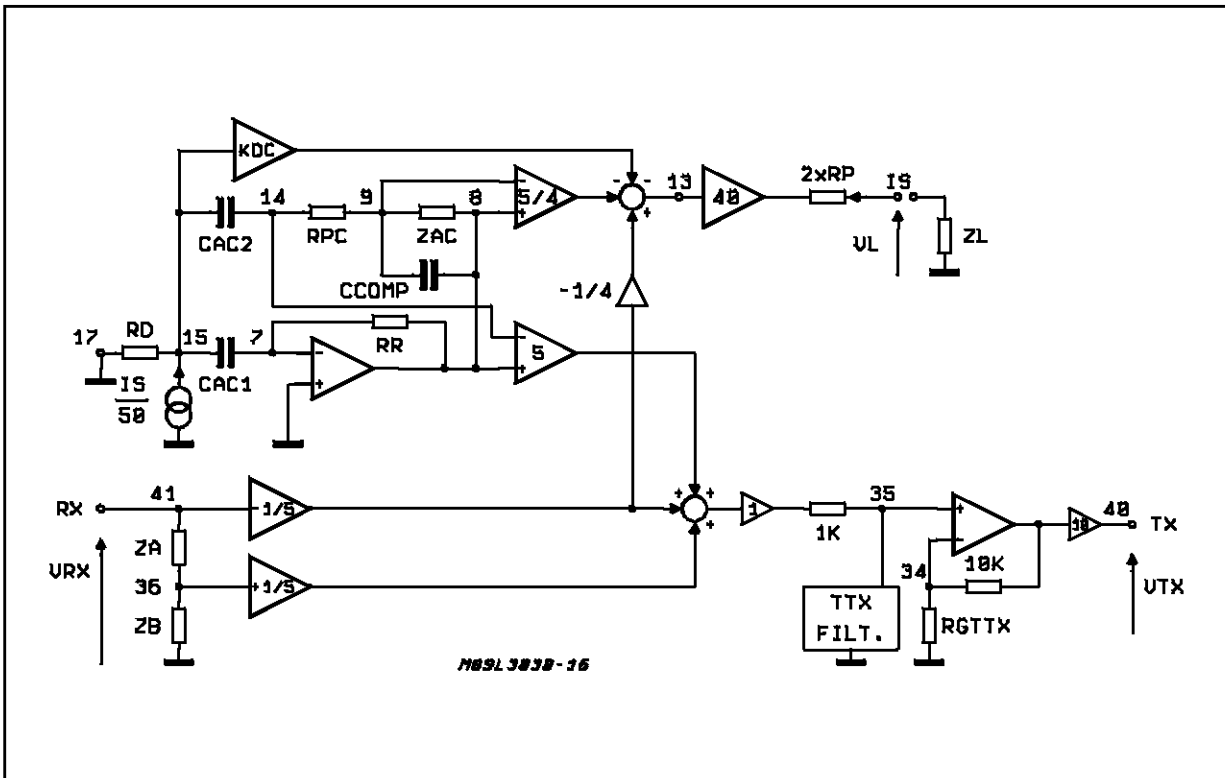 KDC
14
9
8
5/4
13
40
2xRP
IS
CAC2
RPC
ZAC
VL
ZL
CCOMP
-1/4
17
RD
15
7
RR
5
IS
50
CAC1
RX
41
-1/5
1
35
40
TX
ZA
1K
10K
VRX
36
1/5
34
VTX
ZB
TTX
FILT.
RGTTX
M89L3030-16